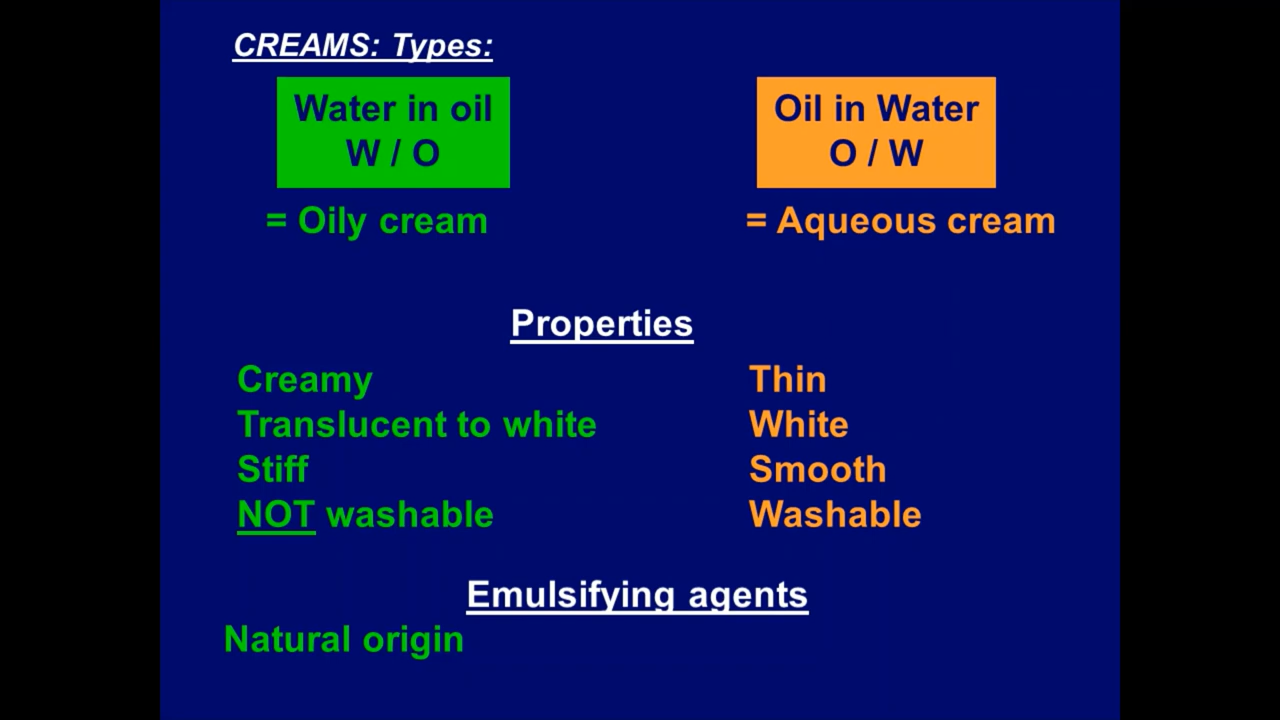 CREAMS: Types:
Water in oil
W / O
Oil in Water
O / W
= Oily cream
= Aqueous cream
Properties
Creamy
Translucent to white
Stiff
NOT washable
Thin
White
Smooth
Washable
Emulsifying agents
Natural origin